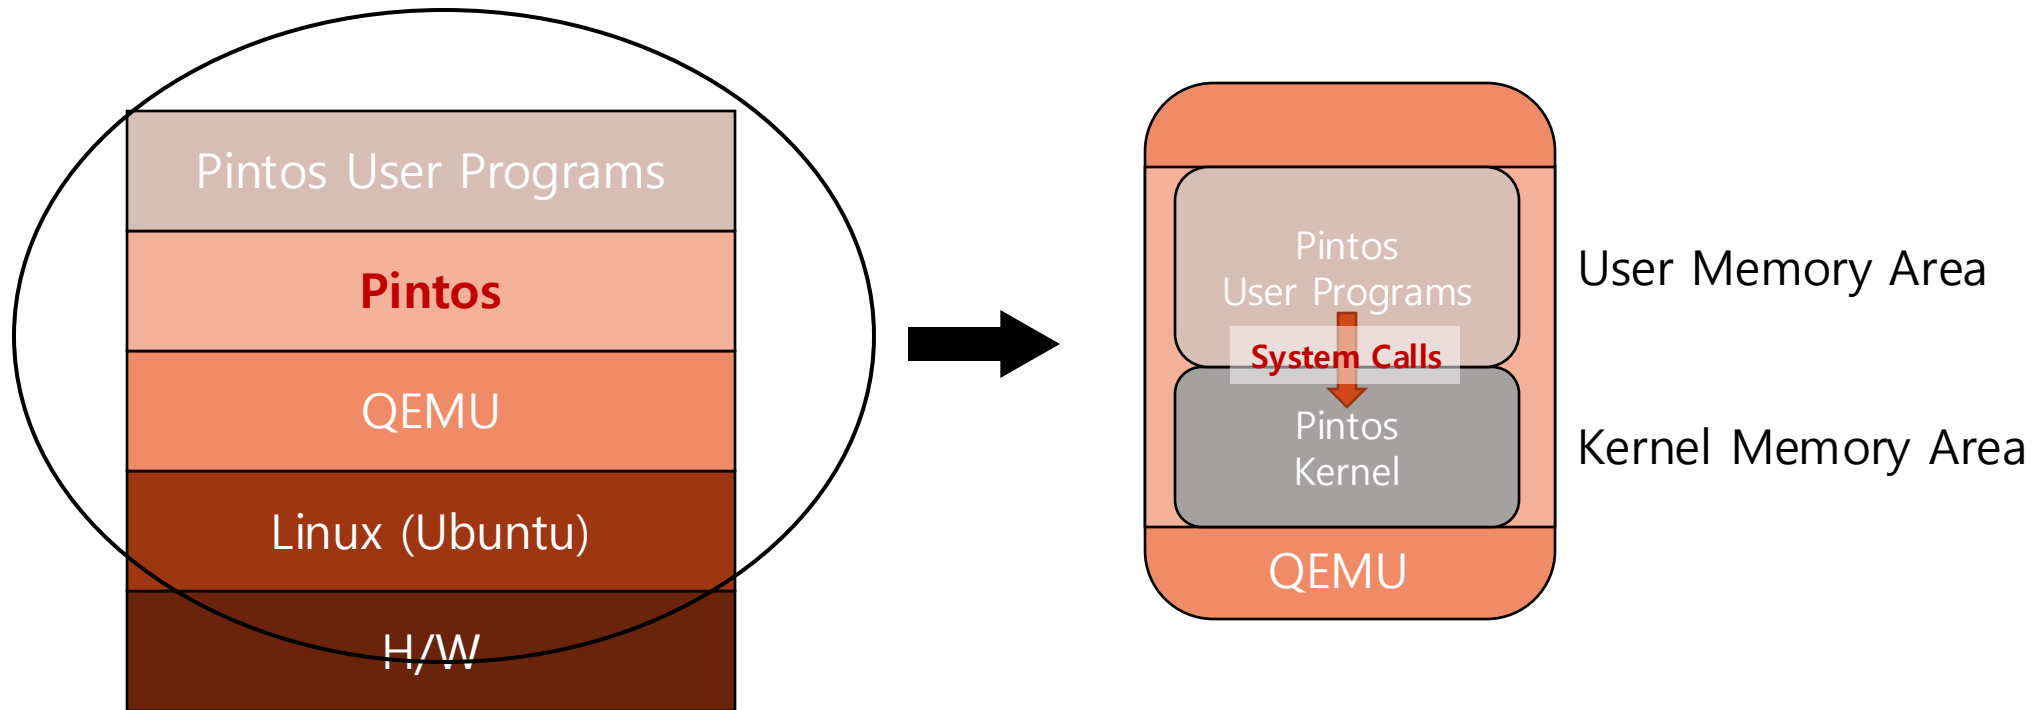 Pintos User Programs
Pintos
QEMU
Linux (Ubuntu)
H/W
Pintos
User Programs
System Calls
Pintos
Kernel
QEMU
User Memory Area
Kernel Memory Area